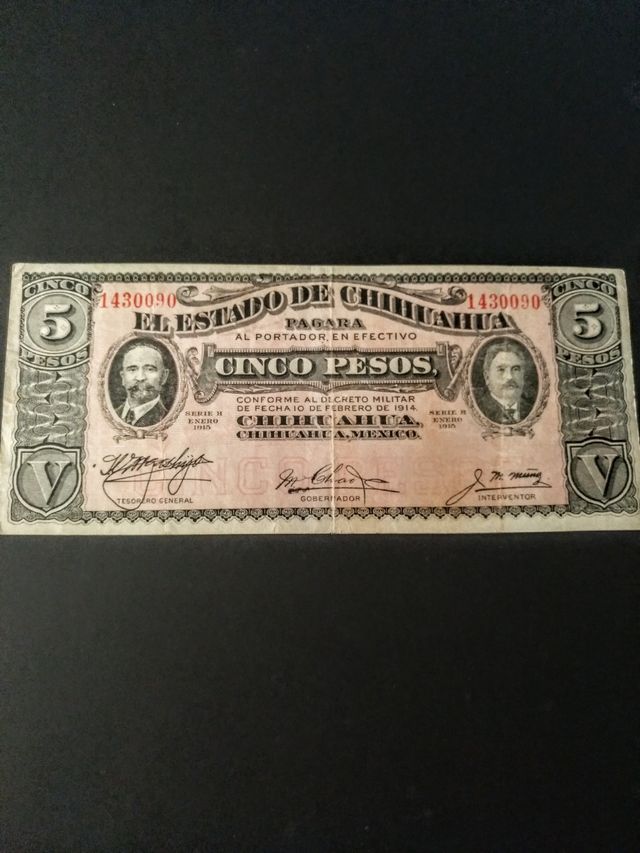 CINCO
5
PESOS
1430090
1430090
CINCO
5
PESOS
EL ESTADO DE CHIHUAHUA
PAGARA
AL PORTADOR, EN EFECTIVO
CINCO PESOS,
CONFORME AL DECRETO MILITAR
DE FECHA 10 DE FEBRERO DE 1914.
CHIHUAHUA,
CHIHUAHUA, MEXICO.
SERIE H
ENERO
1915
SERIE H
ENERO
1915
V
TESORERO GENERAL
M. Chao
GOBERNADOR
J. M. Muñoz
INTERVENTOR
V